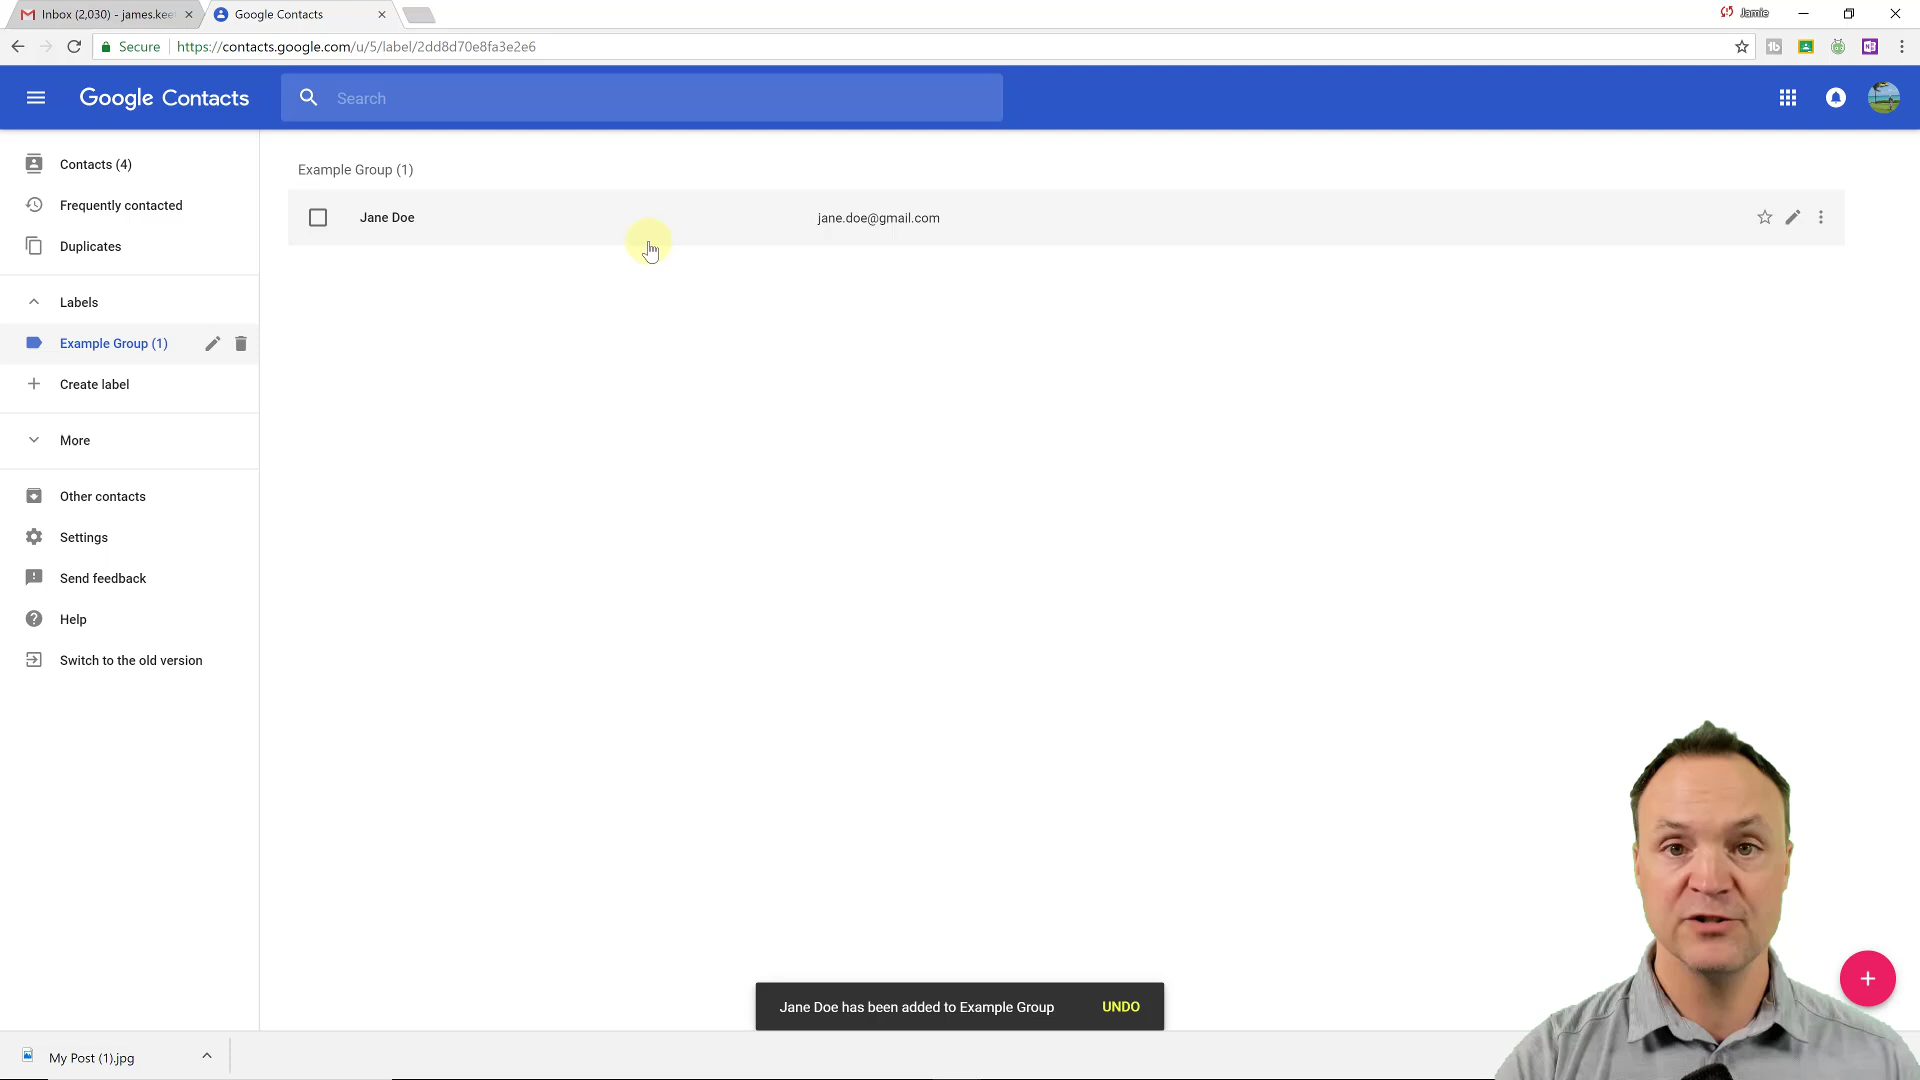 Inbox (2,030) - james.kee
Google Contacts
Jamie
Secure
https://contacts.google.com/u/5/label/2dd8d70e8fa3e2e6
Google Contacts
Search
Contacts (4)
Frequently contacted
Duplicates
Labels
Example Group (1)
Create label
More
Other contacts
Settings
Send feedback
Help
Switch to the old version
Example Group (1)
Jane Doe
jane.doe@gmail.com
Jane Doe has been added to Example Group
UNDO
My Post (1).jpg